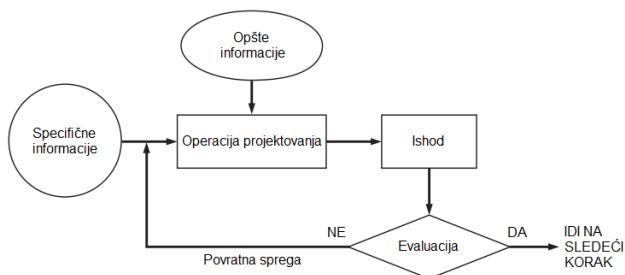 Opšte
informacije
Specifične
informacije
Operacija projektovanja
Ishod
NE
Evaluacija
DA
IDI NA
SLEDEĆI
KORAK
Povratna sprega